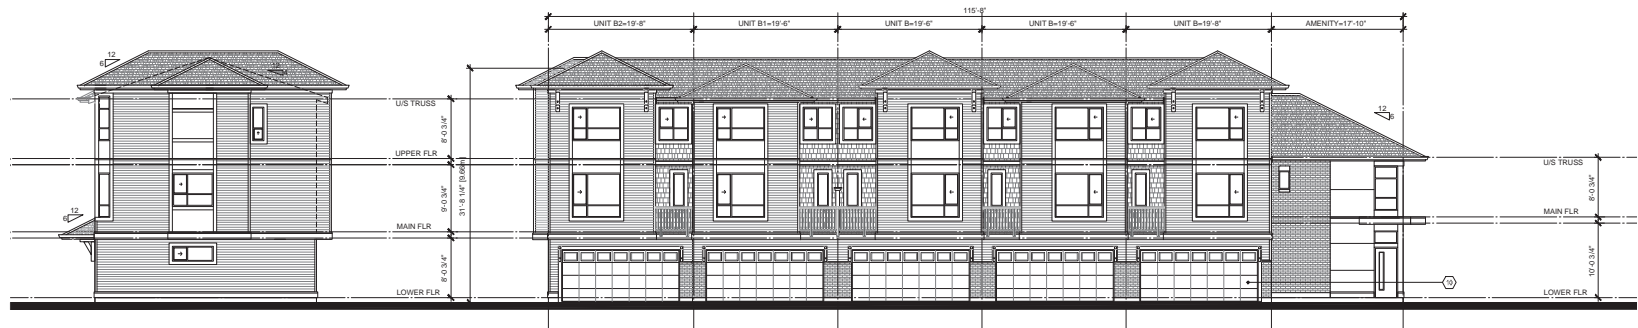 115'-8"
UNIT B2=19'-8"
UNIT B1=19'-6"
UNIT B=19'-6"
UNIT B=19'-6"
UNIT B=19'-8"
AMENITY=17'-10"
12
6
12
U/S TRUSS
8'-0 3/4"
UPPER FLR
9'-0 3/4"
31'-8 1/4" [9.66m]
12
6
MAIN FLR
8'-0 3/4"
LOWER FLR
12
6
U/S TRUSS
8'-0 3/4"
MAIN FLR
10'-0 3/4"
10
LOWER FLR